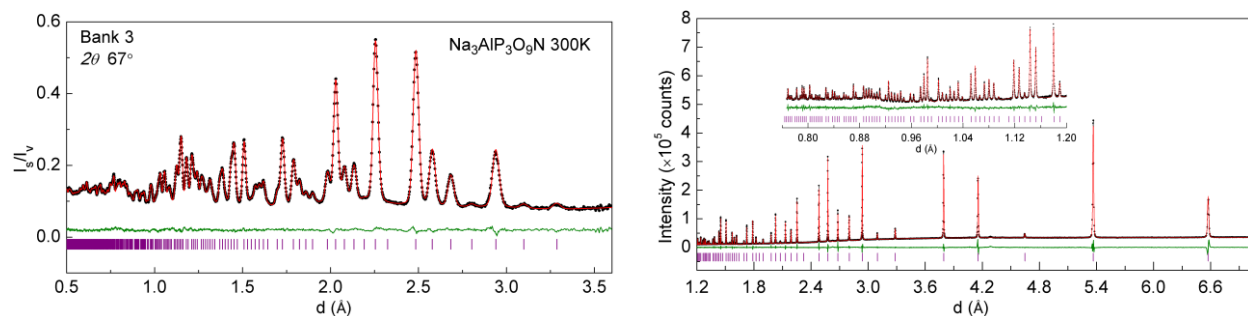 Bank 3
2θ 67°
Na₃AlP₃O₉N 300K
I_s/I_v
0.6
0.4
0.2
0.0
0.5 1.0 1.5 2.0 2.5 3.0 3.5
d (Å)
Intensity (×10⁵ counts)
8
7
6
5
4
3
2
1
0
0.80 0.88 0.96 1.04 1.12 1.20
d (Å)
1.2 1.8 2.4 3.0 3.6 4.2 4.8 5.4 6.0 6.6
d (Å)